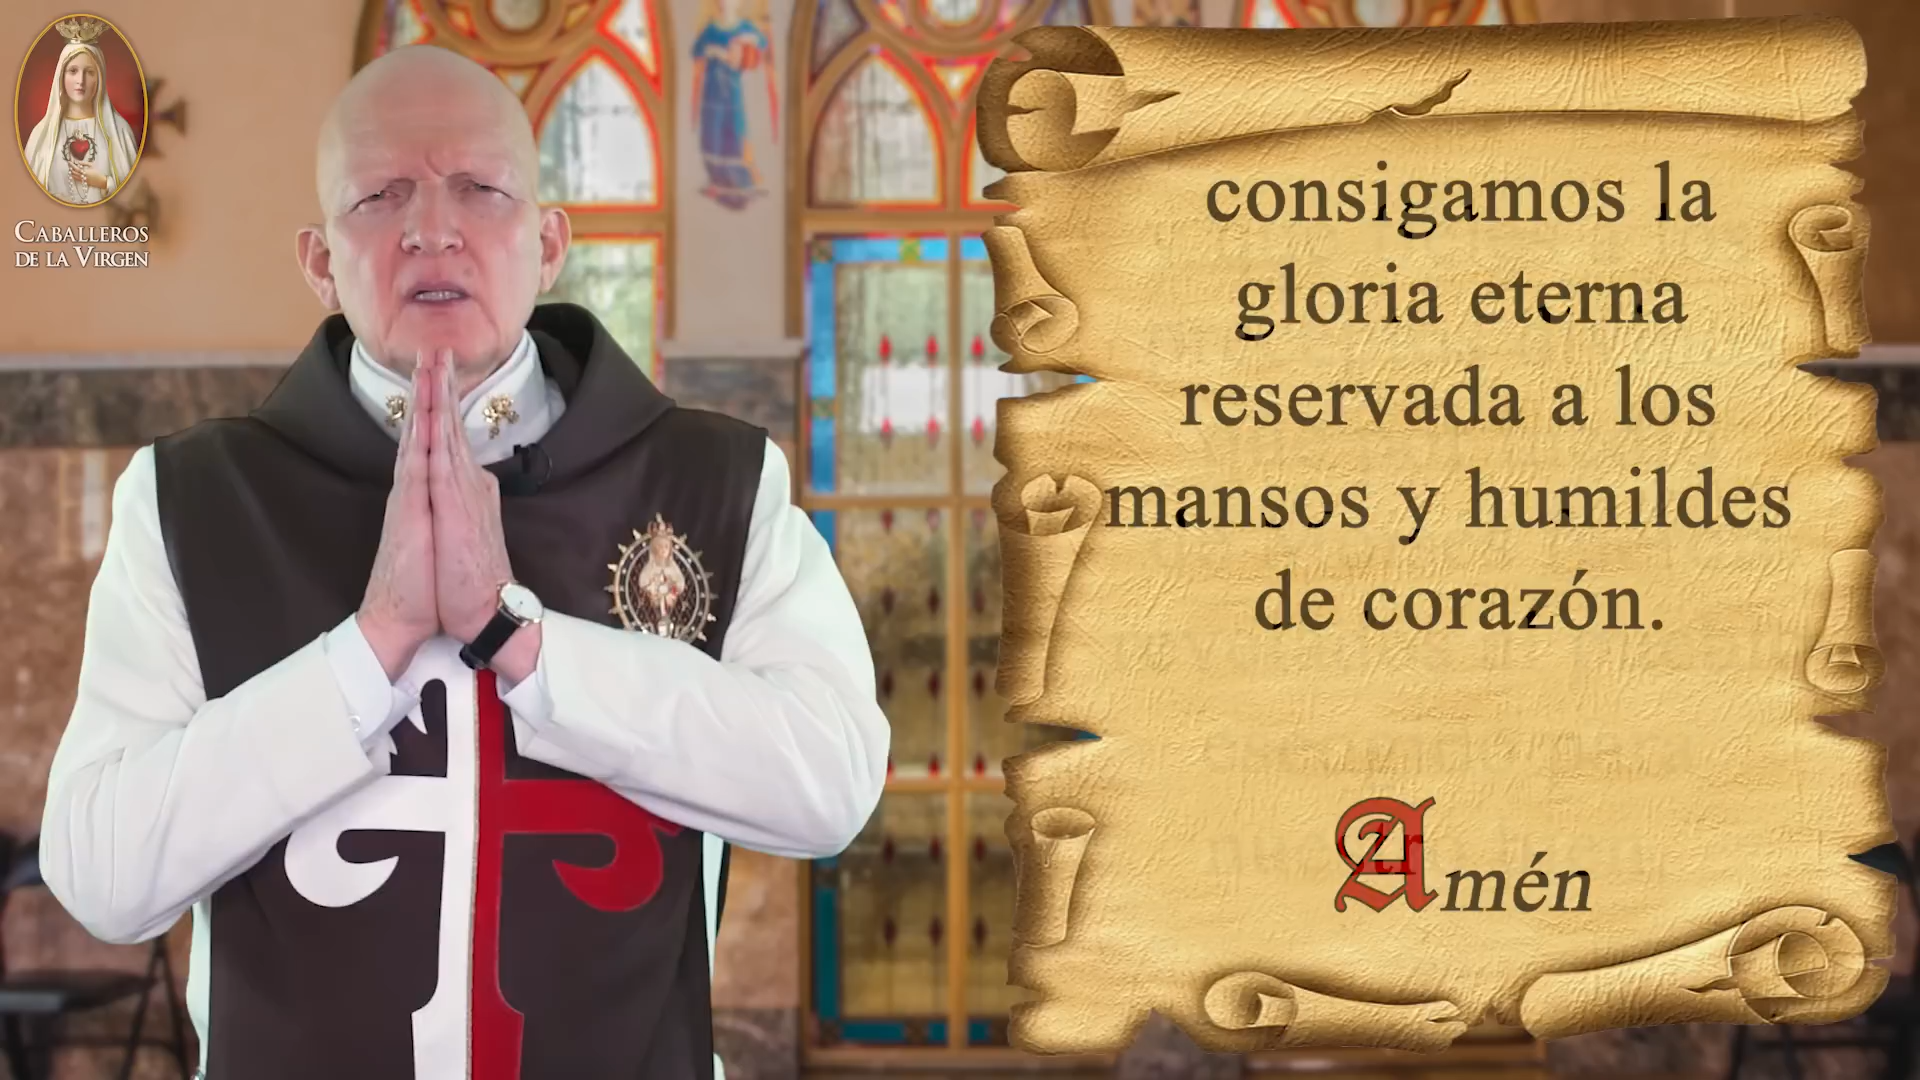 CABALLEROS
DE LA VIRGEN
consigamos la
gloria eterna
reservada a los
mansos y humildes
de corazón.
Amén